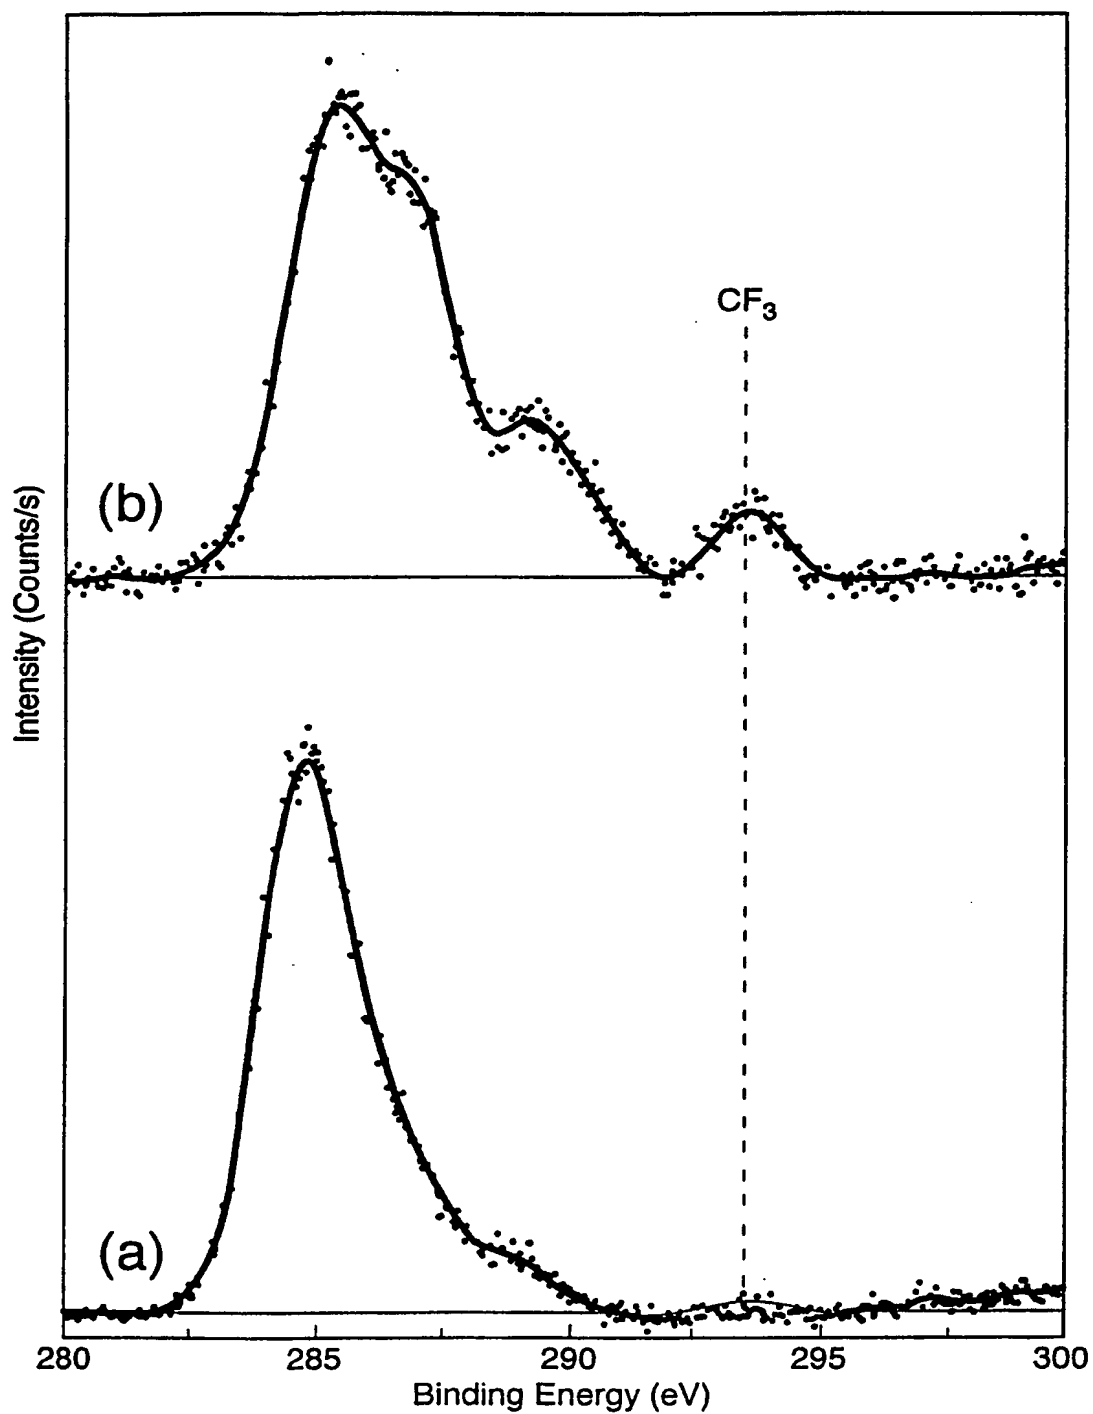 CF3
(b)
Intensity (Counts/s)
(a)
280 285 290 295 300
Binding Energy (eV)